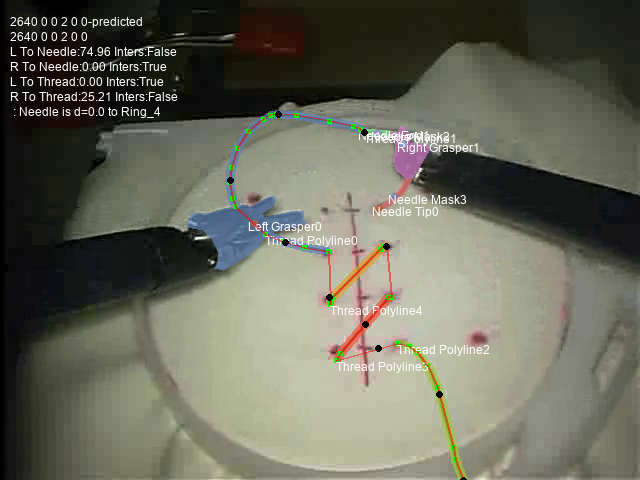 2640 0 0 2 0 0-predicted
2640 0 0 2 0 0
L To Needle:74.96 Inters:False
R To Needle:0.00 Inters:True
L To Thread:0.00 Inters:True
R To Thread:25.21 Inters:False
: Needle is d=0.0 to Ring_4
Right Grasper1
Needle Mask3
Needle Tip0
Left Grasper0
Thread Polyline0
Thread Polyline4
Thread Polyline2
Thread Polyline3